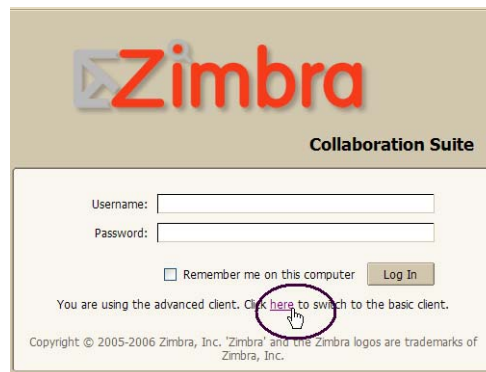 Zimbra
Collaboration Suite
Username:
Password:
Remember me on this computer Log In
You are using the advanced client. Click here to switch to the basic client.
Copyright © 2005-2006 Zimbra, Inc. 'Zimbra' and the Zimbra logos are trademarks of
Zimbra, Inc.